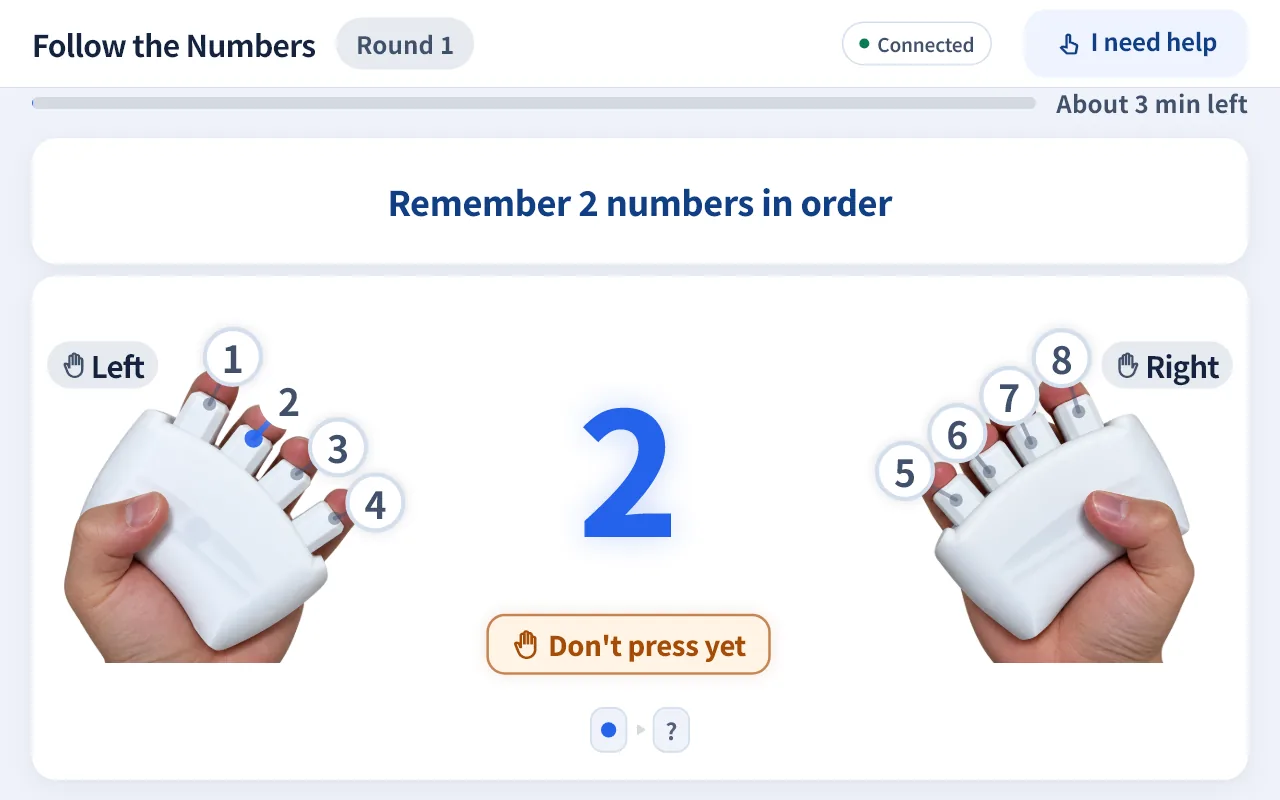 Follow the Numbers
Round 1
Connected
I need help
About 3 min left
Remember 2 numbers in order
Left
1
2
3
4
2
5
6
7
8
Right
Don't press yet
?